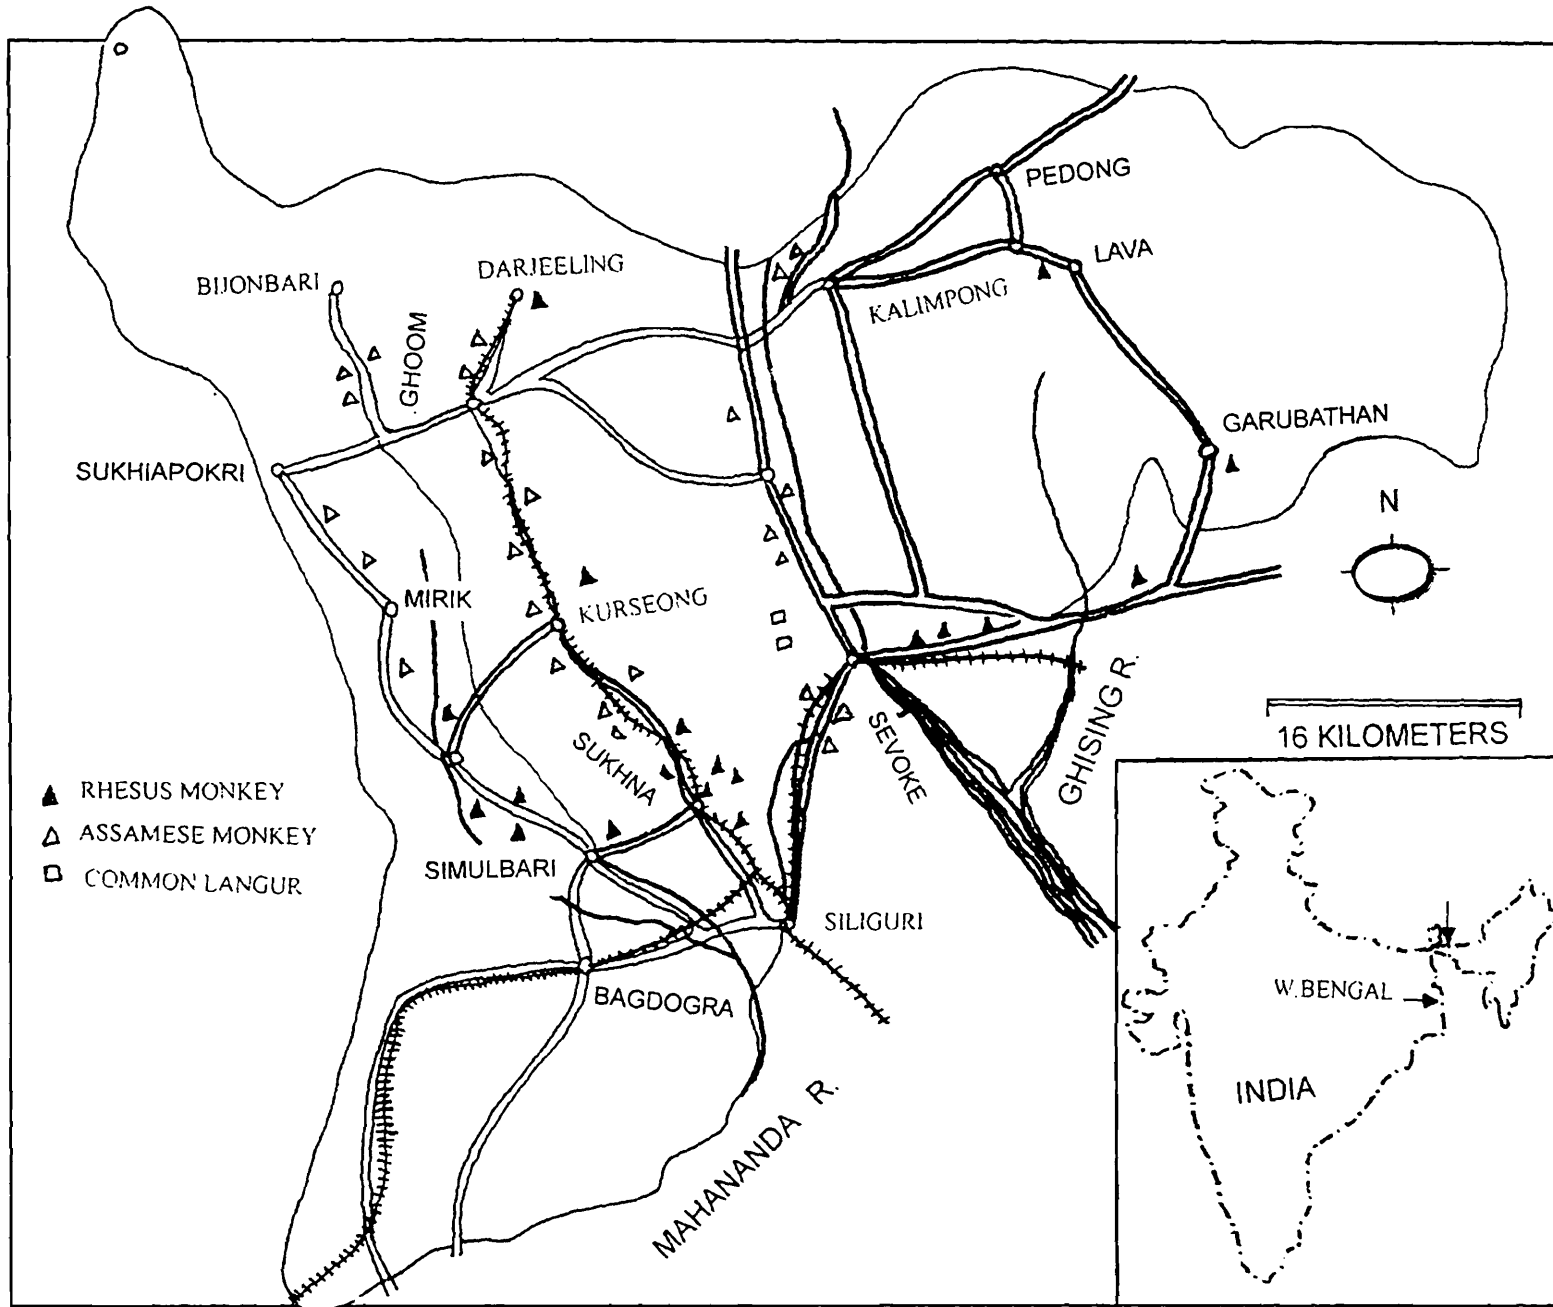 PEDONG
LAVA
DARJEELING
BIJONBARI
KALIMPONG
GHOOM
GARUBATHAN
SUKHIAPOKRI
N
MIRIK
KURSEONG
GHISING R.
SEVOKE
16 KILOMETERS
SUKHNA
RHESUS MONKEY
ASSAMESE MONKEY
COMMON LANGUR
SIMULBARI
SILIGURI
BAGDOGRA
MAHANANDA R.
W.BENGAL
INDIA